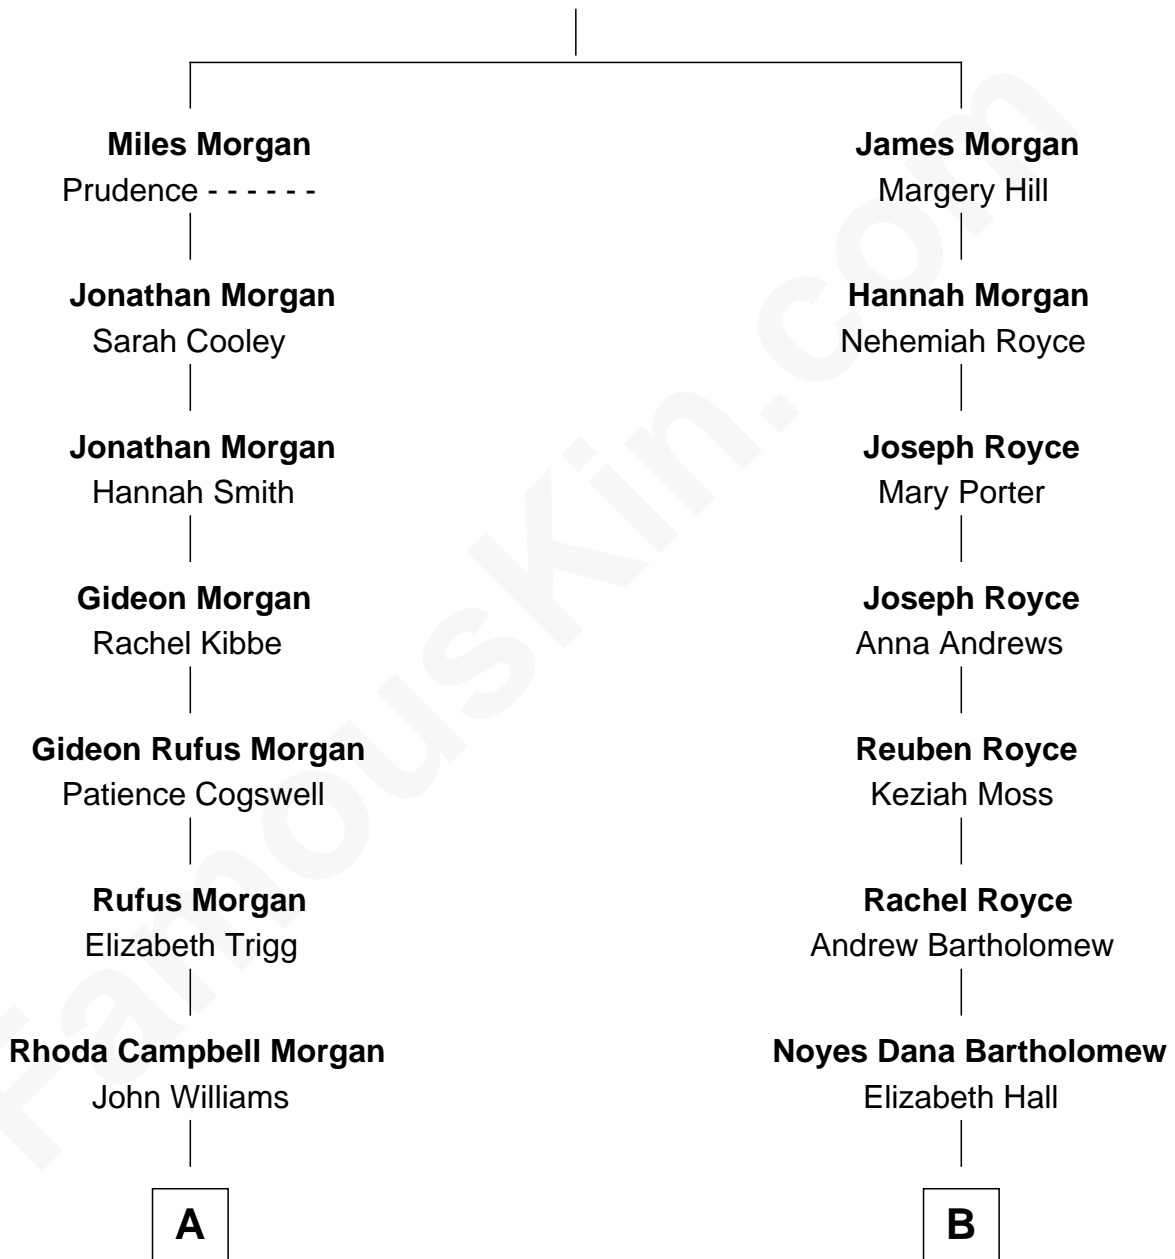 Miles Morgan
Prudence - - - - - -
James Morgan
Margery Hill
Jonathan Morgan
Sarah Cooley
Hannah Morgan
Nehemiah Royce
Jonathan Morgan
Hannah Smith
Joseph Royce
Mary Porter
Gideon Morgan
Rachel Kibbe
Joseph Royce
Anna Andrews
Gideon Rufus Morgan
Patience Cogswell
Reuben Royce
Keziah Moss
Rufus Morgan
Elizabeth Trigg
Rachel Royce
Andrew Bartholomew
Rhoda Campbell Morgan
John Williams
Noyes Dana Bartholomew
Elizabeth Hall
A
B
FamousKin.com